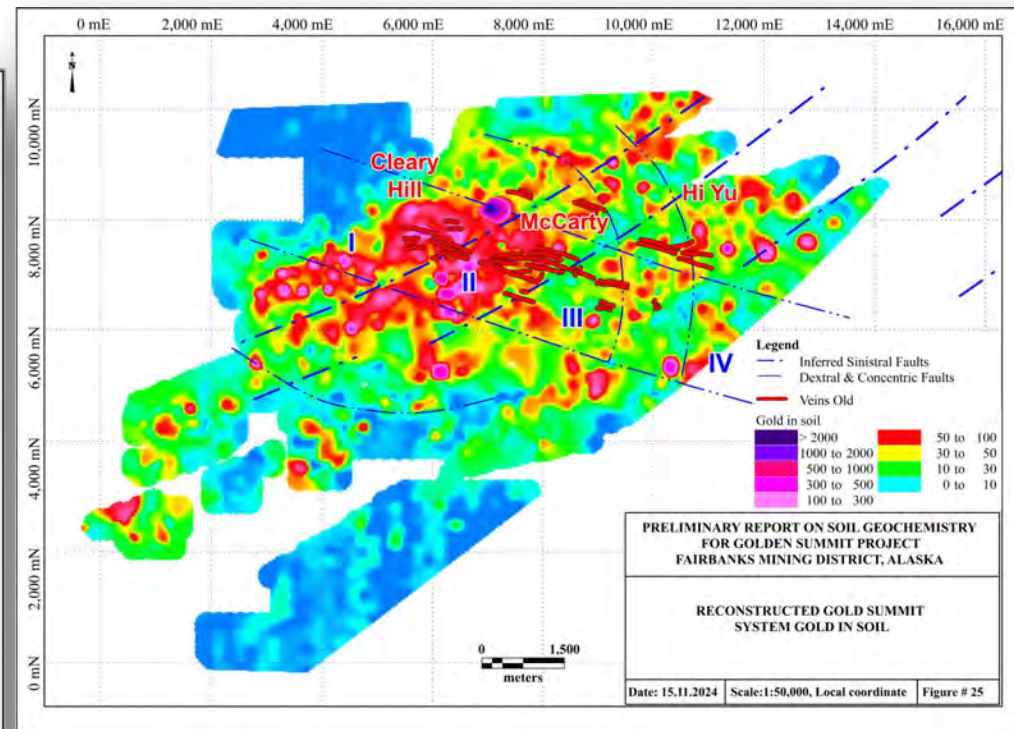 0 mE 2,000 mE 4,000 mE 6,000 mE 8,000 mE 10,000 mE 12,000 mE 14,000 mE 16,000 mE
N
10,000 mN
8,000 mN
6,000 mN
4,000 mN
2,000 mN
0 mN
Cleary
Hill
Hi Yu
McCarty
I
II
III
IV
Legend
Inferred Sinistral Faults
Dextral & Concentric Faults
Veins Old
Gold in soil
> 2000 50 to 100
1000 to 2000 30 to 50
500 to 1000 10 to 30
300 to 500 0 to 10
100 to 300
0 1,500
meters
PRELIMINARY REPORT ON SOIL GEOCHEMISTRY
FOR GOLDEN SUMMIT PROJECT
FAIRBANKS MINING DISTRICT, ALASKA
RECONSTRUCTED GOLD SUMMIT
SYSTEM GOLD IN SOIL
Date: 15.11.2024 Scale:1:50,000, Local coordinate Figure # 25